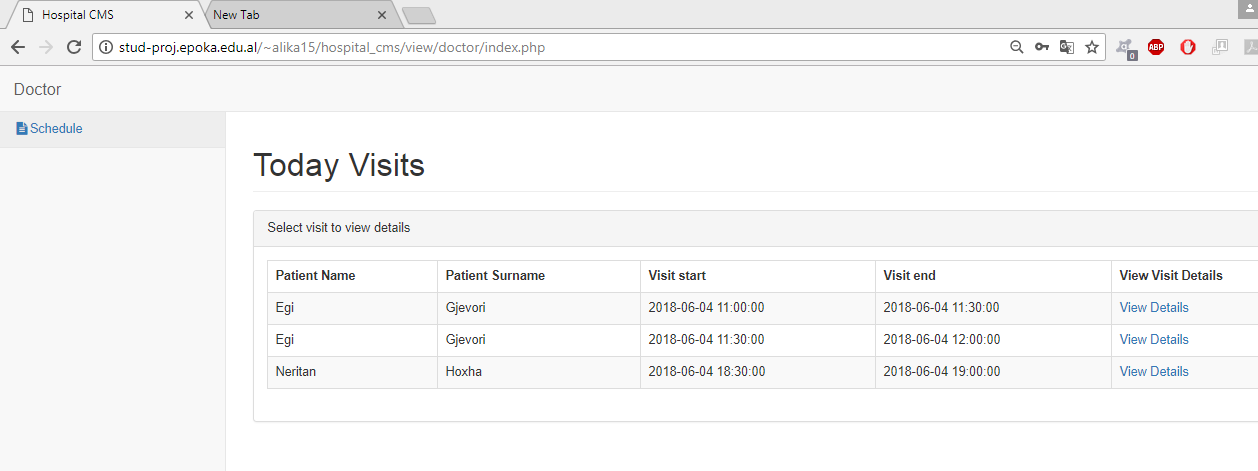 Hospital CMS New Tab
stud-proj.epoka.edu.al/~alika15/hospital_cms/view/doctor/index.php ABP 0
Doctor
Schedule
Today Visits
Select visit to view details
Patient Name Patient Surname Visit start Visit end View Visit Details
Egi Gjevori 2018-06-04 11:00:00 2018-06-04 11:30:00 View Details
Egi Gjevori 2018-06-04 11:30:00 2018-06-04 12:00:00 View Details
Neritan Hoxha 2018-06-04 18:30:00 2018-06-04 19:00:00 View Details